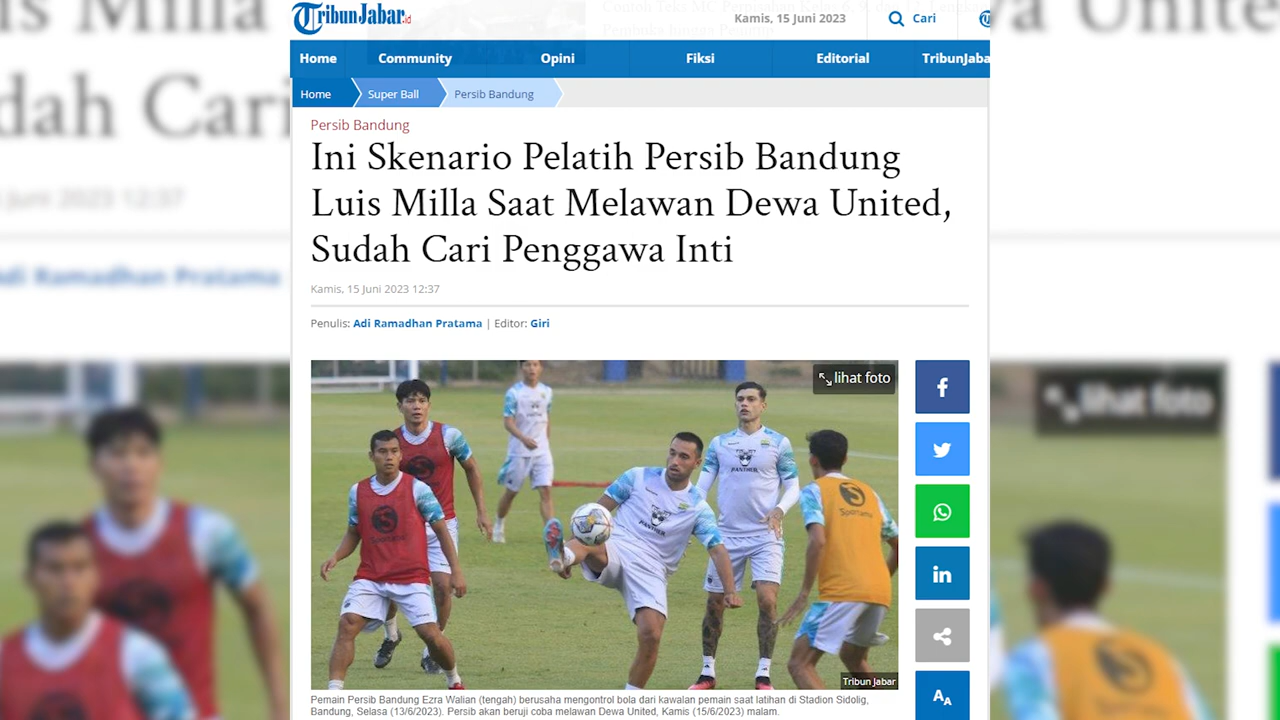 TribunJabar.id
Kamis, 15 Juni 2023
Cari
Home Community Opini Fiksi Editorial TribunJaba
Home Super Ball Persib Bandung
Persib Bandung
Ini Skenario Pelatih Persib Bandung
Luis Milla Saat Melawan Dewa United,
Sudah Cari Penggawa Inti
Kamis, 15 Juni 2023 12:37
Penulis: Adi Ramadhan Pratama | Editor: Giri
lihat foto
PANTHER
PANTHER
Tribun Jabar
Pemain Persib Bandung Ezra Walian (tengah) berusaha mengontrol bola dari kawalan pemain saat latihan di Stadion Sidolig,
Bandung, Selasa (13/6/2023). Persib akan beruji coba melawan Dewa United, Kamis (15/6/2023) malam.